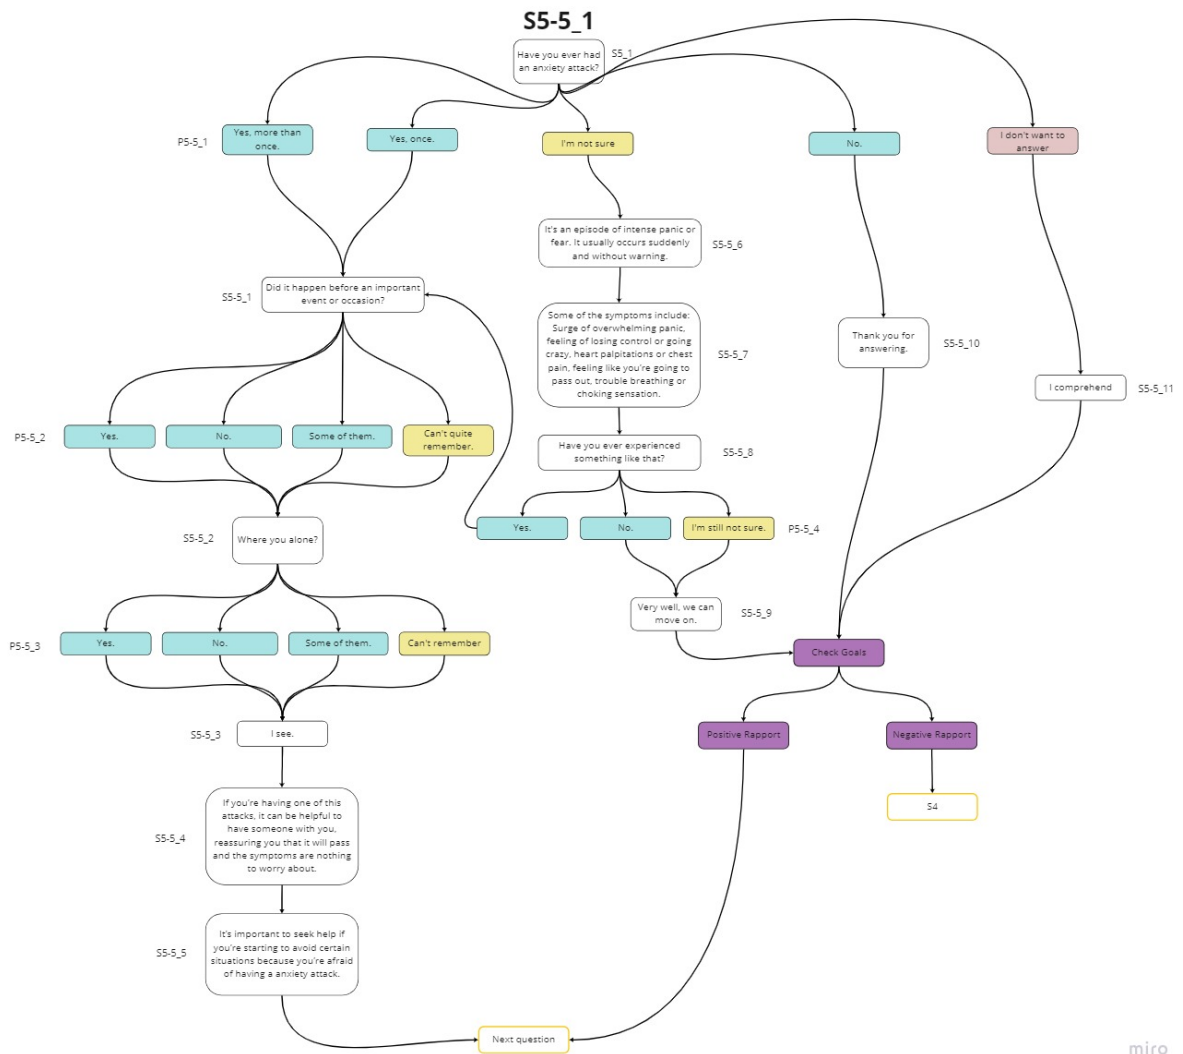 S5-5_1
Have you ever had
an anxiety attack?
S5_1
P5-5_1
Yes, more than
once.
Yes, once.
I'm not sure
No.
I don't want to
answer
It's an episode of intense panic or
fear. It usually occurs suddenly
and without warning.
S5-5_6
S5-5_1
Did it happen before an important
event or occasion?
Some of the symptoms include:
Surge of overwhelming panic,
feeling of losing control or going
crazy, heart palpitations or chest
pain, feeling like you're going to
pass out, trouble breathing or
choking sensation.
S5-5_7
Thank you for
answering.
S5-5_10
I comprehend
S5-5_11
P5-5_2
Yes.
No.
Some of them.
Can't quite
remember.
Have you ever experienced
something like that?
S5-5_8
Yes.
No.
I'm still not sure.
P5-5_4
S5-5_2
Where you alone?
Very well, we can
move on.
S5-5_9
P5-5_3
Yes.
No.
Some of them.
Can't remember
Check Goals
S5-5_3
I see.
Positive Rapport
Negative Rapport
S4
S5-5_4
If you're having one of this
attacks, it can be helpful to
have someone with you,
reassuring you that it will pass
and the symptoms are nothing
to worry about.
S5-5_5
It's important to seek help if
you're starting to avoid certain
situations because you're afraid
of having a anxiety attack.
Next question
miro